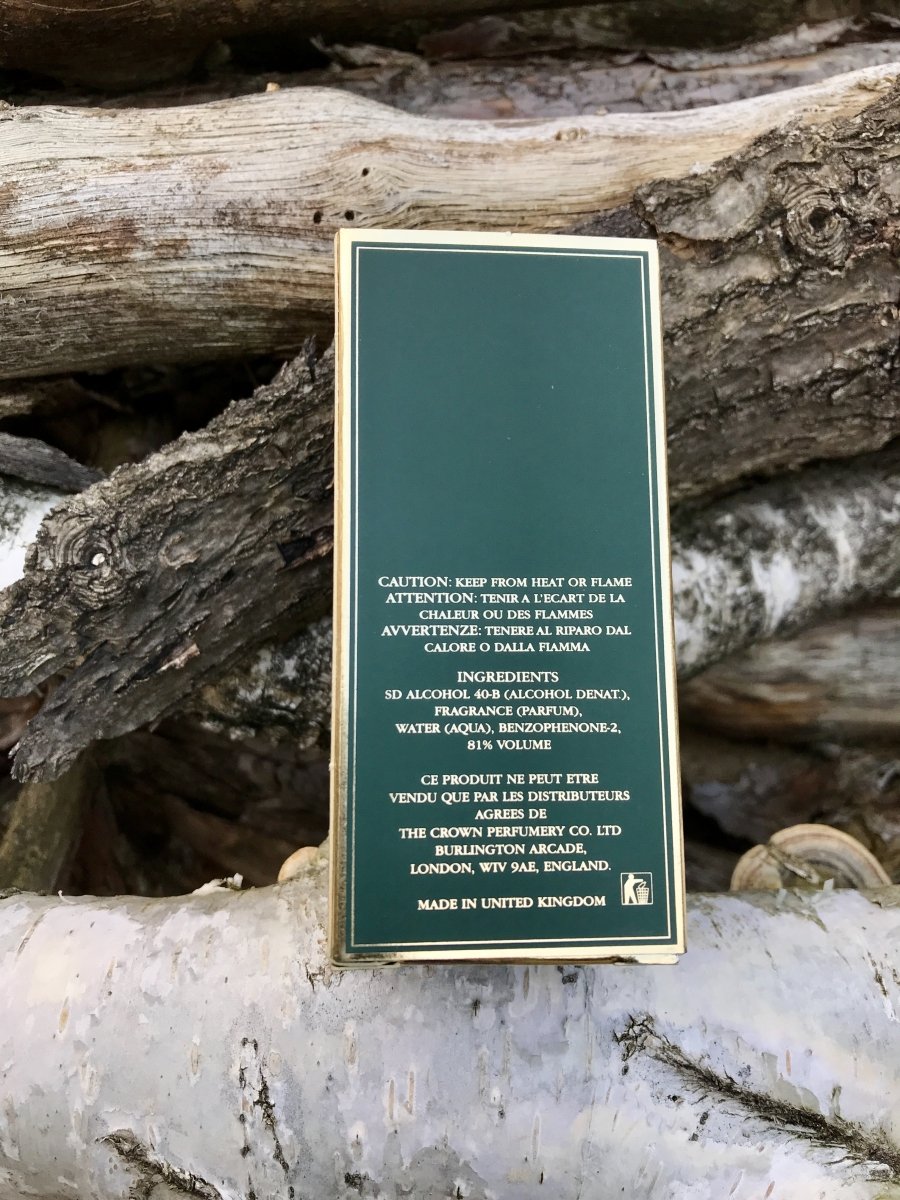 CAUTION: KEEP FROM HEAT OR FLAME
ATTENTION: TENIR A L'ECART DE LA
CHALEUR OU DES FLAMMES
AVVERTENZE: TENERE AL RIPARO DAL
CALORE O DALLA FIAMMA
INGREDIENTS
SD ALCOHOL 40-B (ALCOHOL DENAT.),
FRAGRANCE (PARFUM),
WATER (AQUA), BENZOPHENONE-2,
81% VOLUME
CE PRODUIT NE PEUT ETRE
VENDU QUE PAR LES DISTRIBUTEURS
AGREES DE
THE CROWN PERFUMERY CO. LTD
BURLINGTON ARCADE,
LONDON, WIV 9AE, ENGLAND.
MADE IN UNITED KINGDOM